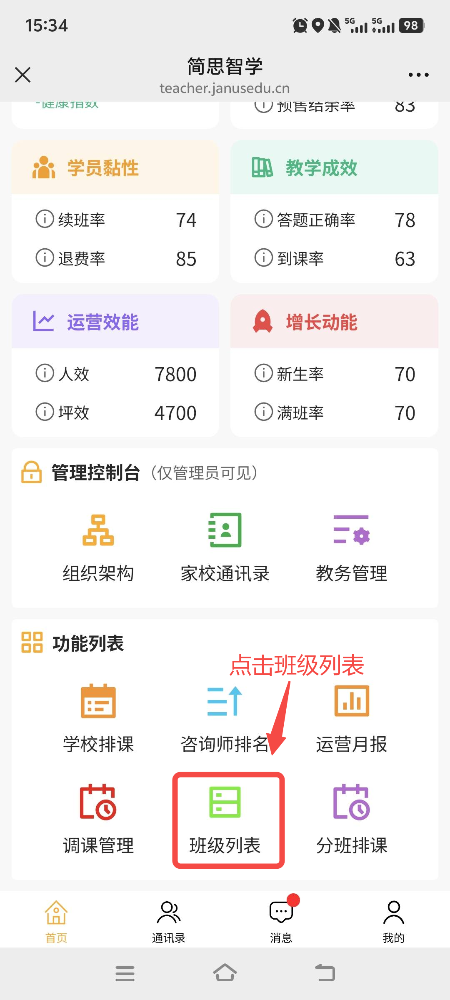 15:34
5G 5G 98
简思智学
teacher.janusedu.cn
-健康指数
预售结余率 83
学员黏性
教学成效
续班率 74
答题正确率 78
退费率 85
到课率 63
运营效能
增长动能
人效 7800
新生率 70
坪效 4700
满班率 70
管理控制台（仅管理员可见）
组织架构 家校通讯录 教务管理
功能列表
点击班级列表
学校排课 咨询师排名 运营月报
调课管理 班级列表 分班排课
首页 通讯录 消息 我的